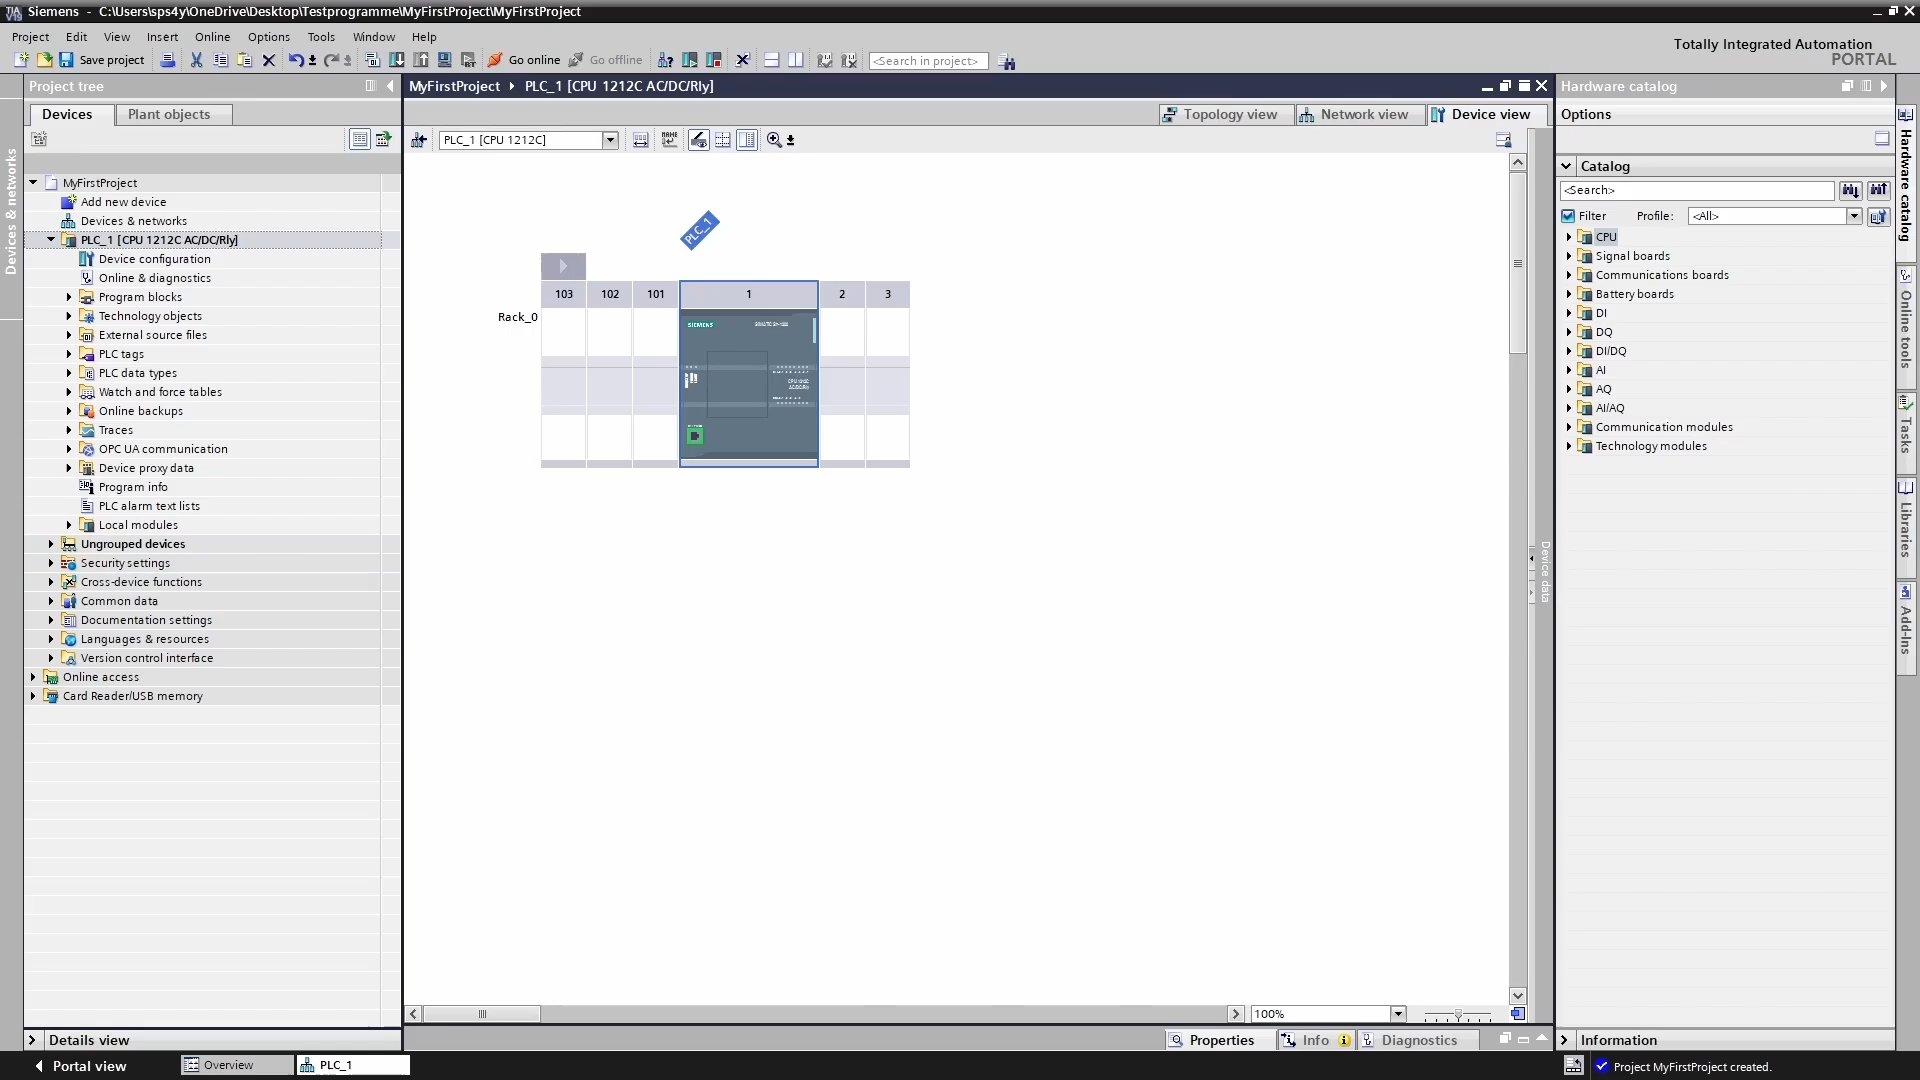 Siemens - C:\Users\sps4y\OneDrive\Desktop\Testprogramme\MyFirstProject\MyFirstProject
Project Edit View Insert Online Options Tools Window Help
Totally Integrated Automation
PORTAL
Save project Go online Go offline <Search in project>
Project tree
Devices Plant objects
Devices & networks
MyFirstProject
Add new device
Devices & networks
PLC_1 [CPU 1212C AC/DC/Rly]
Device configuration
Online & diagnostics
Program blocks
Technology objects
External source files
PLC tags
PLC data types
Watch and force tables
Online backups
Traces
OPC UA communication
Device proxy data
Program info
PLC alarm text lists
Local modules
Ungrouped devices
Security settings
Cross-device functions
Common data
Documentation settings
Languages & resources
Version control interface
Online access
Card Reader/USB memory
Details view
MyFirstProject PLC_1 [CPU 1212C AC/DC/Rly]
Topology view Network view Device view
PLC_1 [CPU 1212C]
PLC_1
103 102 101 1 2 3
Rack_0
SIEMENS SIMATIC S7-1200
CPU 1212C
AC/DC/Rly
Device data
100%
Properties Info Diagnostics
Hardware catalog
Options
Catalog
<Search>
Filter Profile: <All>
CPU
Signal boards
Communications boards
Battery boards
DI
DQ
DI/DQ
AI
AQ
AI/AQ
Communication modules
Technology modules
Information
Hardware catalog
Online tools
Tasks
Libraries
Add-Ins
Portal view Overview PLC_1
Project MyFirstProject created.